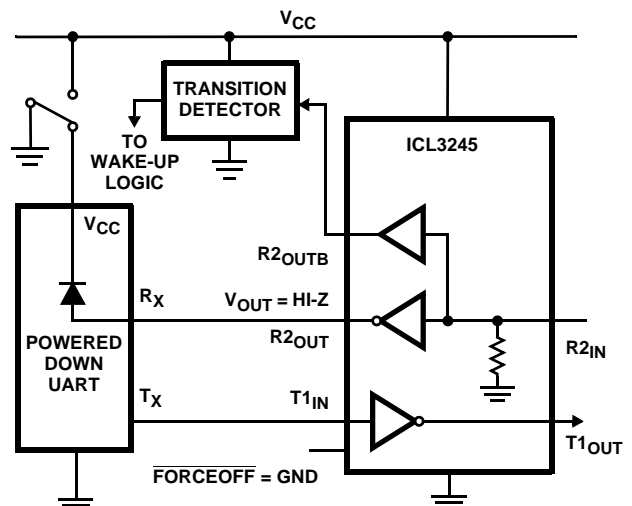 VCC
TRANSITION
DETECTOR
TO
WAKE-UP
LOGIC
ICL3245
VCC
R2OUTB
RX
VOUT = HI-Z
POWERED
DOWN
UART
R2OUT
R2IN
TX
T1IN
T1OUT
FORCEOFF = GND